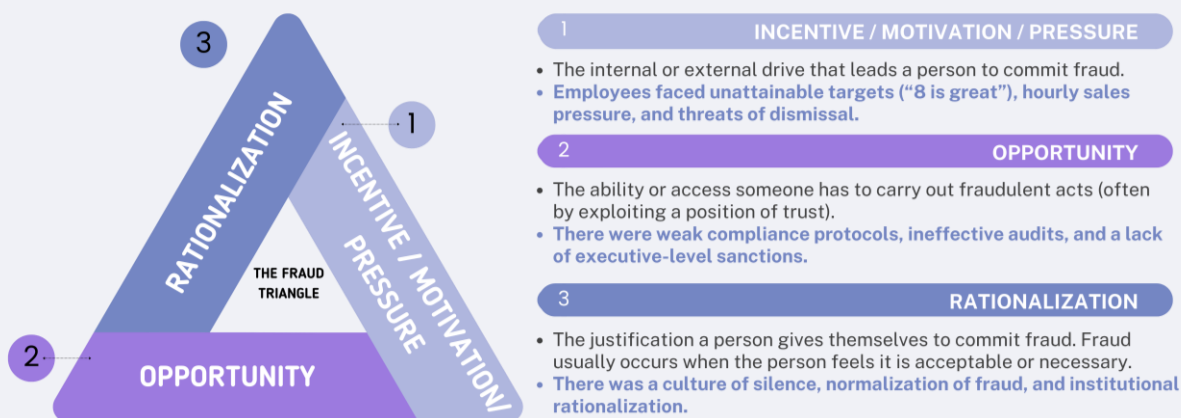 3
RATIONALIZATION
1
INCENTIVE / MOTIVATION/
PRESSURE
THE FRAUD
TRIANGLE
2
OPPORTUNITY
1
INCENTIVE / MOTIVATION / PRESSURE
• The internal or external drive that leads a person to commit fraud.
• Employees faced unattainable targets (“8 is great”), hourly sales
pressure, and threats of dismissal.
2
OPPORTUNITY
• The ability or access someone has to carry out fraudulent acts (often
by exploiting a position of trust).
• There were weak compliance protocols, ineffective audits, and a lack
of executive-level sanctions.
3
RATIONALIZATION
• The justification a person gives themselves to commit fraud. Fraud
usually occurs when the person feels it is acceptable or necessary.
• There was a culture of silence, normalization of fraud, and institutional
rationalization.